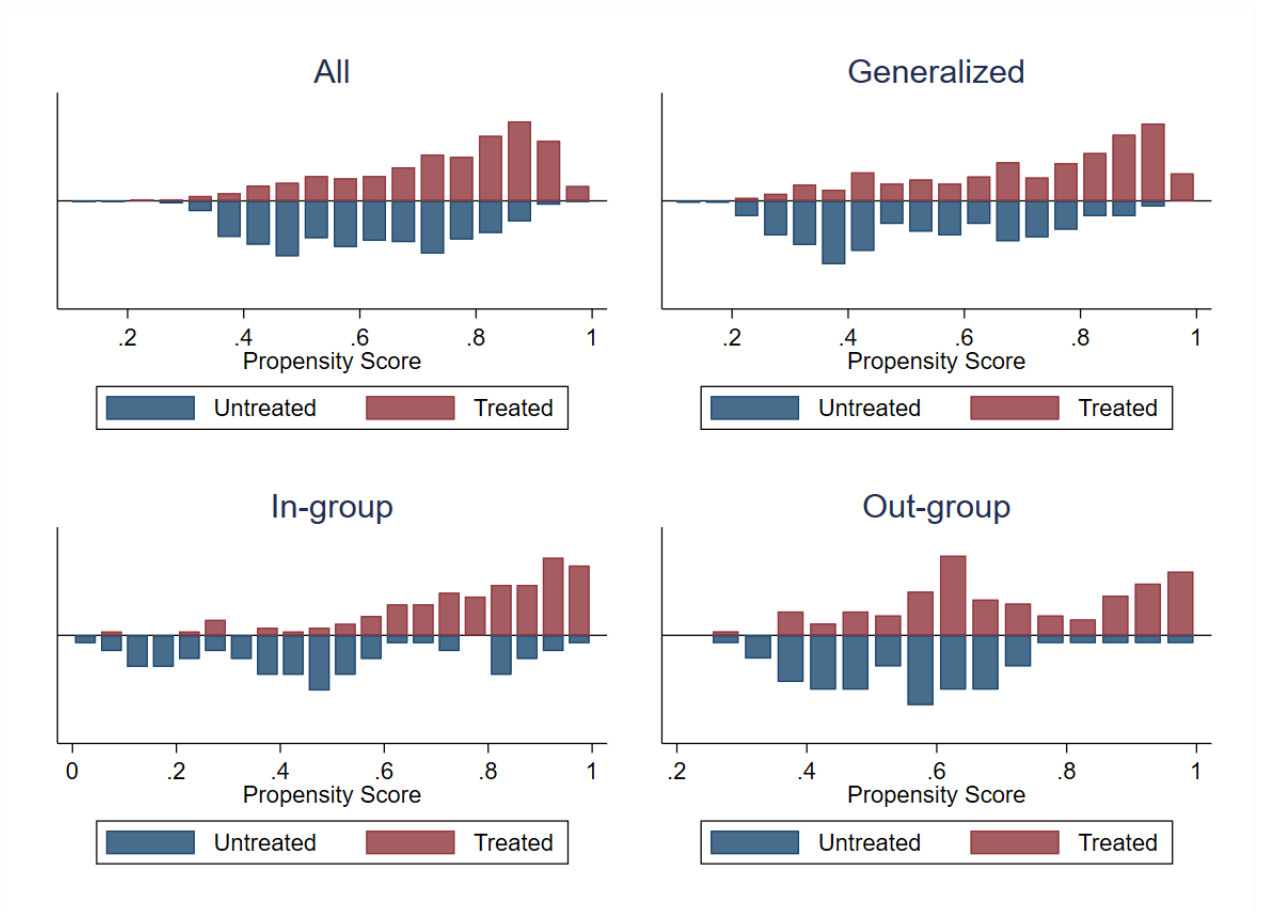 All
Generalized
.2 .4 .6 .8 1
Propensity Score
Untreated Treated
.2 .4 .6 .8 1
Propensity Score
Untreated Treated
In-group
Out-group
0 .2 .4 .6 .8 1
Propensity Score
Untreated Treated
.2 .4 .6 .8 1
Propensity Score
Untreated Treated